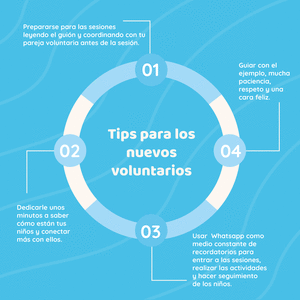 Prepararse para las sesiones
leyendo el guión y coordinando con tu
pareja voluntaria antes de la sesión.
01
Guiar con el
ejemplo, mucha
paciencia,
respeto y una
cara feliz.
Tips para los
nuevos
voluntarios
02
04
Dedicarle unos
minutos a saber
cómo están tus
niños y conectar
más con ellos.
03
Usor Whatsapp como
medio constante de
recordatorios para
entrar a las sesiones,
realizar las actividades
y hacer seguimiento
de los niños.